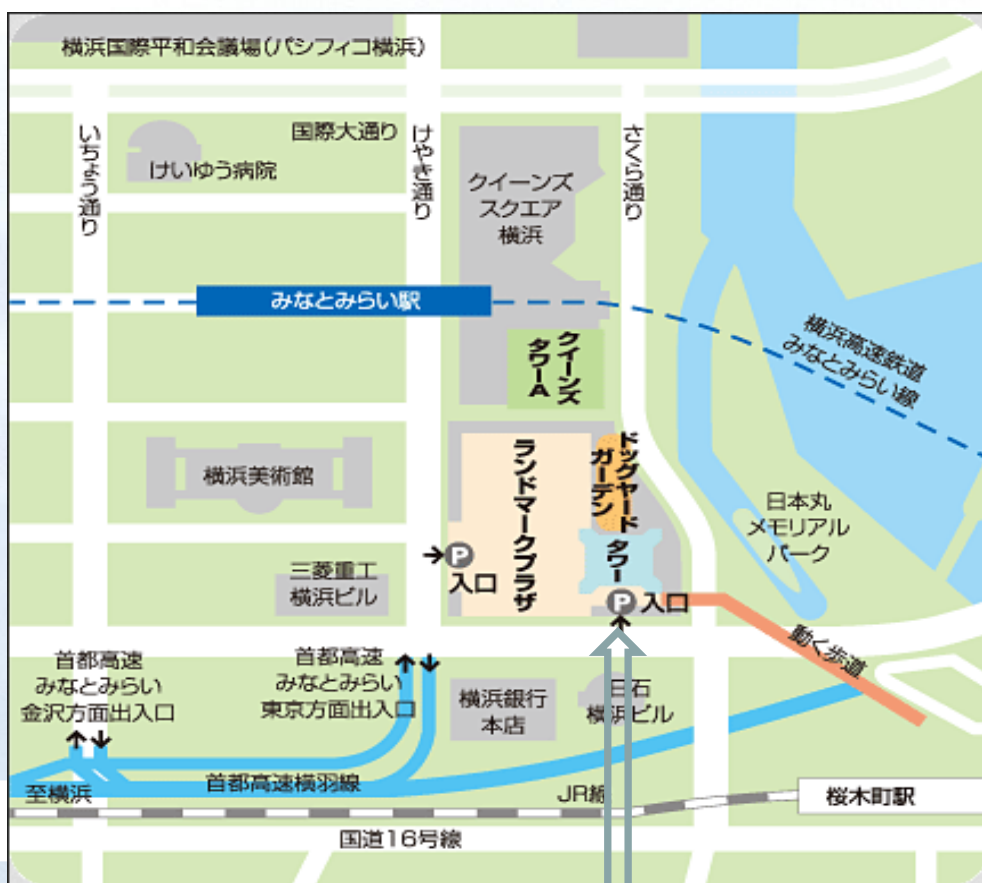 横浜国際平和会議場(パシフィコ横浜)
いちょう通り
けいゆう病院
国際大通り
けやき通り
クイーンズ
スクエア
横浜
さくら通り
みなとみらい駅
横浜高速鉄道
みなとみらい線
クイーンズ
タワーA
横浜美術館
ランドマークプラザ
ドックヤード
ガーデン
タワー
日本丸
メモリアル
パーク
P
入口
P 入口
三菱重工
横浜ビル
動く歩道
首都高速
みなとみらい
金沢方面出入口
首都高速
みなとみらい
東京方面出入口
横浜銀行
本店
日石
横浜ビル
首都高速横羽線
至横浜
JR線
桜木町駅
国道16号線